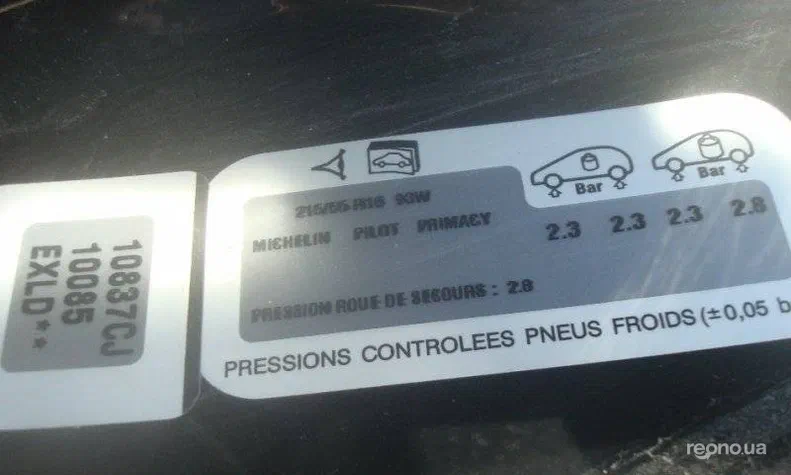 10837CJ
10085
EXLD**
Bar Bar
215/55 R16 93W
MICHELIN PILOT PRIMACY 2.3 2.3 2.3 2.8
PRESSION ROUE DE SECOURS : 2.8
PRESSIONS CONTROLEES PNEUS FROIDS (±0,05 b
reono.ua